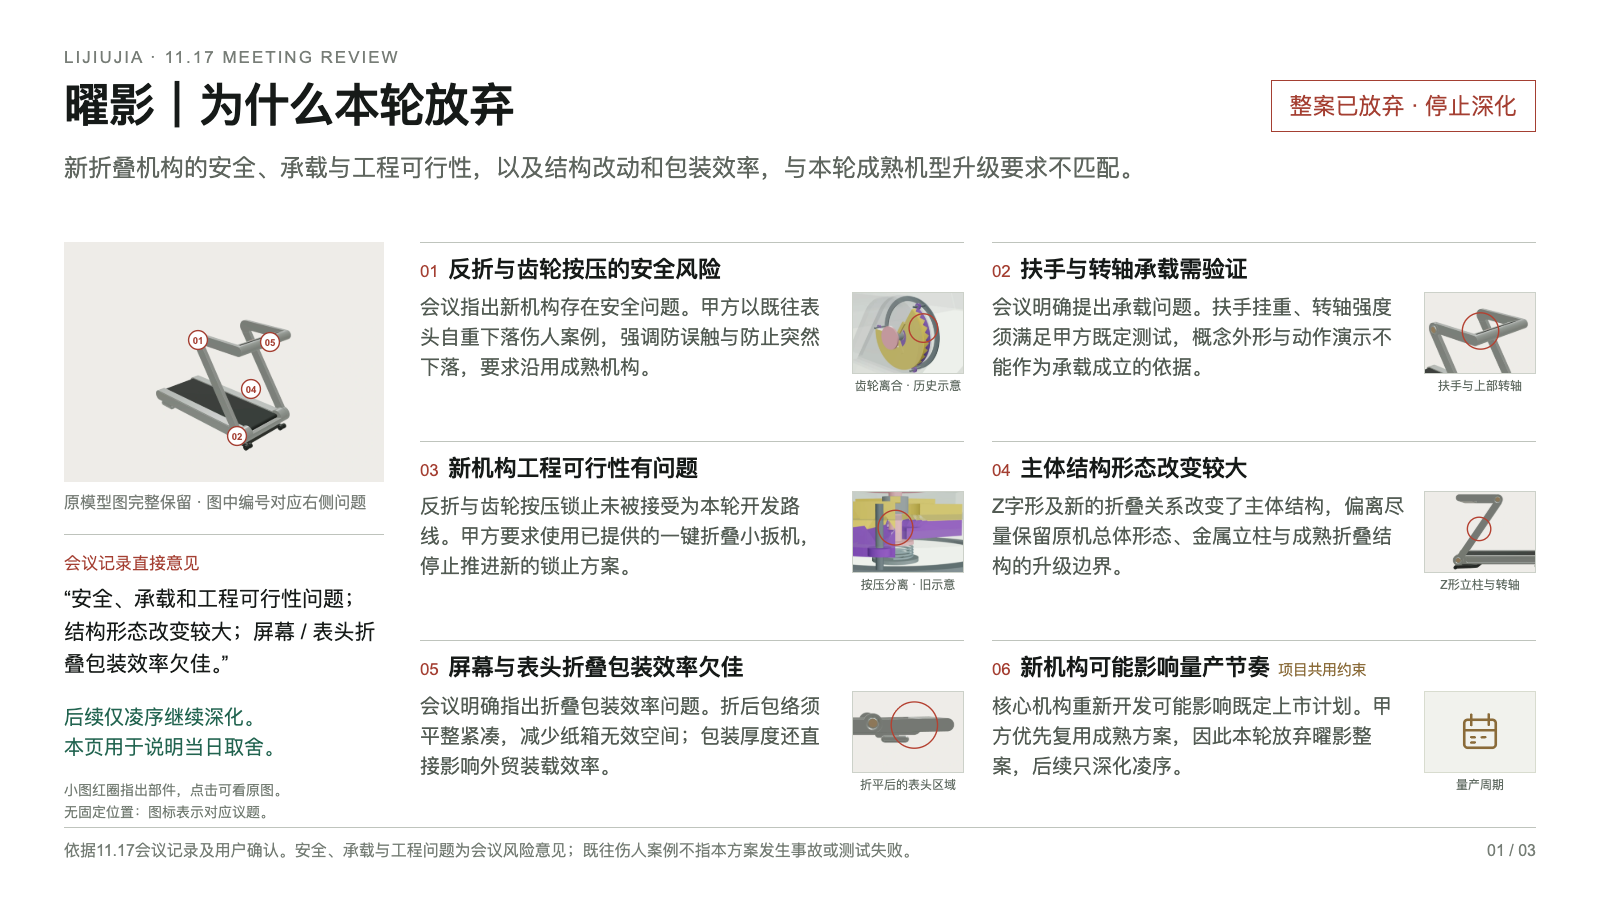 LIJIUJIA · 11.17 MEETING REVIEW
曜影｜为什么本轮放弃
整案已放弃 · 停止深化
新折叠机构的安全、承载与工程可行性，以及结构改动和包装效率，与本轮成熟机型升级要求不匹配。
01
05
04
02
原模型图完整保留 · 图中编号对应右侧问题
会议记录直接意见
“安全、承载和工程可行性问题；
结构形态改变较大；屏幕 / 表头折
叠包装效率欠佳。”
后续仅凌序继续深化。
本页用于说明当日取舍。
小图红圈指出部件，点击可看原图。
无固定位置：图标表示对应议题。
01 反折与齿轮按压的安全风险
会议指出新机构存在安全问题。甲方以既往表
头自重下落伤人案例，强调防误触与防止突然
下落，要求沿用成熟机构。
齿轮离合 · 历史示意
02 扶手与转轴承载需验证
会议明确提出承载问题。扶手挂重、转轴强度
须满足甲方既定测试，概念外形与动作演示不
能作为承载成立的依据。
扶手与上部转轴
03 新机构工程可行性有问题
反折与齿轮按压锁止未被接受为本轮开发路
线。甲方要求使用已提供的一键折叠小扳机，
停止推进新的锁止方案。
按压分离 · 旧示意
04 主体结构形态改变较大
Z字形及新的折叠关系改变了主体结构，偏离尽
量保留原机总体形态、金属立柱与成熟折叠结
构的升级边界。
Z形立柱与转轴
05 屏幕与表头折叠包装效率欠佳
会议明确指出折叠包装效率问题。折后包络须
平整紧凑，减少纸箱无效空间；包装厚度还直
接影响外贸装载效率。
折平后的表头区域
06 新机构可能影响量产节奏 项目共用约束
核心机构重新开发可能影响既定上市计划。甲
方优先复用成熟方案，因此本轮放弃曜影整
案，后续只深化凌序。
量产周期
依据11.17会议记录及用户确认。安全、承载与工程问题为会议风险意见；既往伤人案例不指本方案发生事故或测试失败。
01 / 03